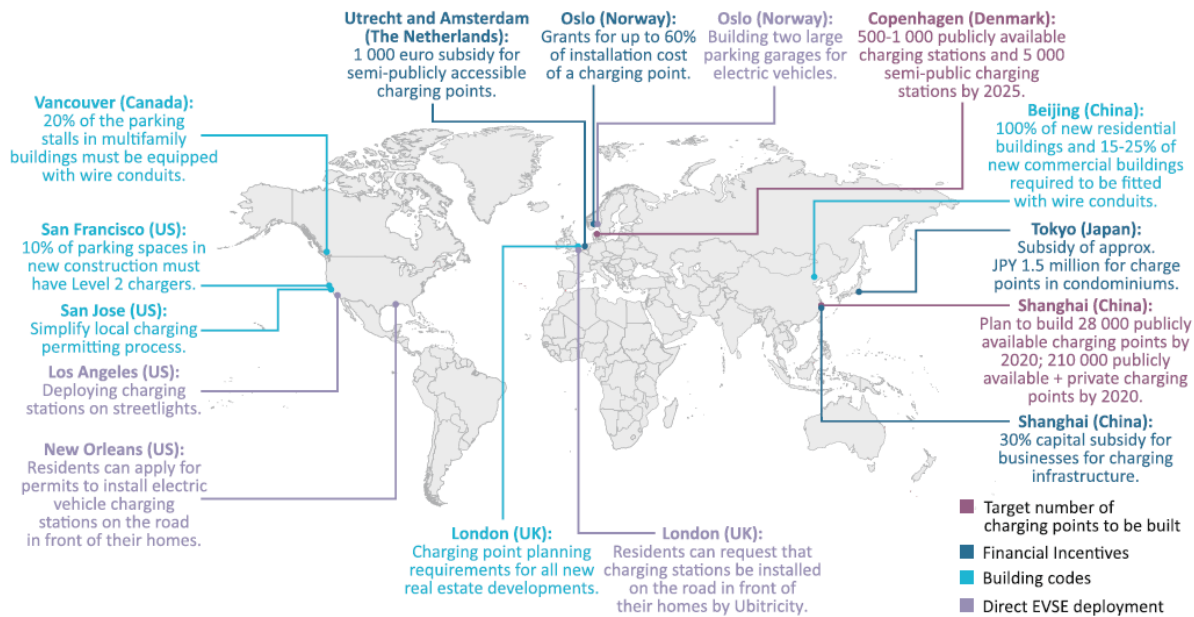 Utrecht and Amsterdam
(The Netherlands):
1 000 euro subsidy for
semi-publicly accessible
charging points.
Oslo (Norway):
Grants for up to 60%
of installation cost
of a charging point.
Oslo (Norway):
Building two large
parking garages for
electric vehicles.
Copenhagen (Denmark):
500-1 000 publicly available
charging stations and 5 000
semi-public charging
stations by 2025.
Vancouver (Canada):
20% of the parking
stalls in multifamily
buildings must be equipped
with wire conduits.
Beijing (China):
100% of new residential
buildings and 15-25% of
new commercial buildings
required to be fitted
with wire conduits.
San Francisco (US):
10% of parking spaces in
new construction must
have Level 2 chargers.
Tokyo (Japan):
Subsidy of approx.
JPY 1.5 million for charge
points in condominiums.
San Jose (US):
Simplify local charging
permitting process.
Shanghai (China):
Plan to build 28 000 publicly
available charging points by
2020; 210 000 publicly
available + private charging
points by 2020.
Los Angeles (US):
Deploying charging
stations on streetlights.
Shanghai (China):
30% capital subsidy for
businesses for charging
infrastructure.
New Orleans (US):
Residents can apply for
permits to install electric
vehicle charging
stations on the road
in front of their homes.
London (UK):
Charging point planning
requirements for all new
real estate developments.
London (UK):
Residents can request that
charging stations be installed
on the road in front of
their homes by Ubitricity.
Target number of
charging points to be built
Financial Incentives
Building codes
Direct EVSE deployment